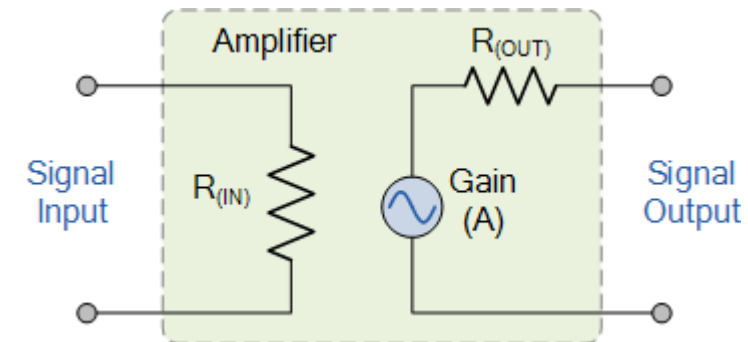 Amplifier
R(OUT)
Signal
Input
R(IN)
Gain
(A)
Signal
Output